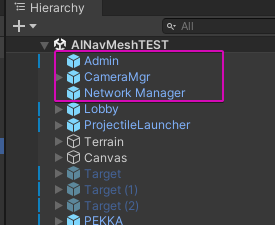 Hierarchy
All
AINavMeshTEST
Admin
CameraMgr
Network Manager
Lobby
ProjectileLauncher
Terrain
Canvas
Target
Target (1)
Target (2)
PEKKA